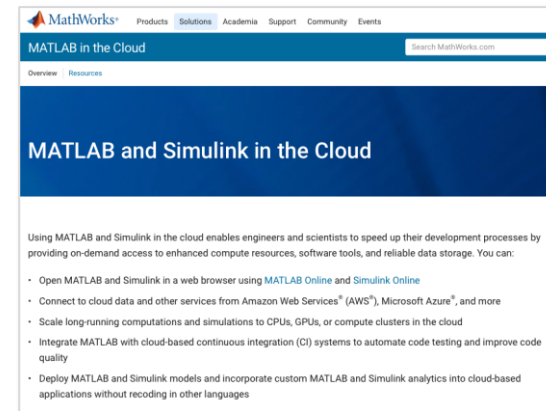 MathWorks® Products Solutions Academia Support Community Events
MATLAB in the Cloud Search MathWorks.com
Overview Resources
MATLAB and Simulink in the Cloud
Using MATLAB and Simulink in the cloud enables engineers and scientists to speed up their development processes by
providing on-demand access to enhanced compute resources, software tools, and reliable data storage. You can:
• Open MATLAB and Simulink in a web browser using MATLAB Online and Simulink Online
• Connect to cloud data and other services from Amazon Web Services® (AWS®), Microsoft Azure®, and more
• Scale long-running computations and simulations to CPUs, GPUs, or compute clusters in the cloud
• Integrate MATLAB with cloud-based continuous integration (CI) systems to automate code testing and improve code
quality
• Deploy MATLAB and Simulink models and incorporate custom MATLAB and Simulink analytics into cloud-based
applications without recoding in other languages